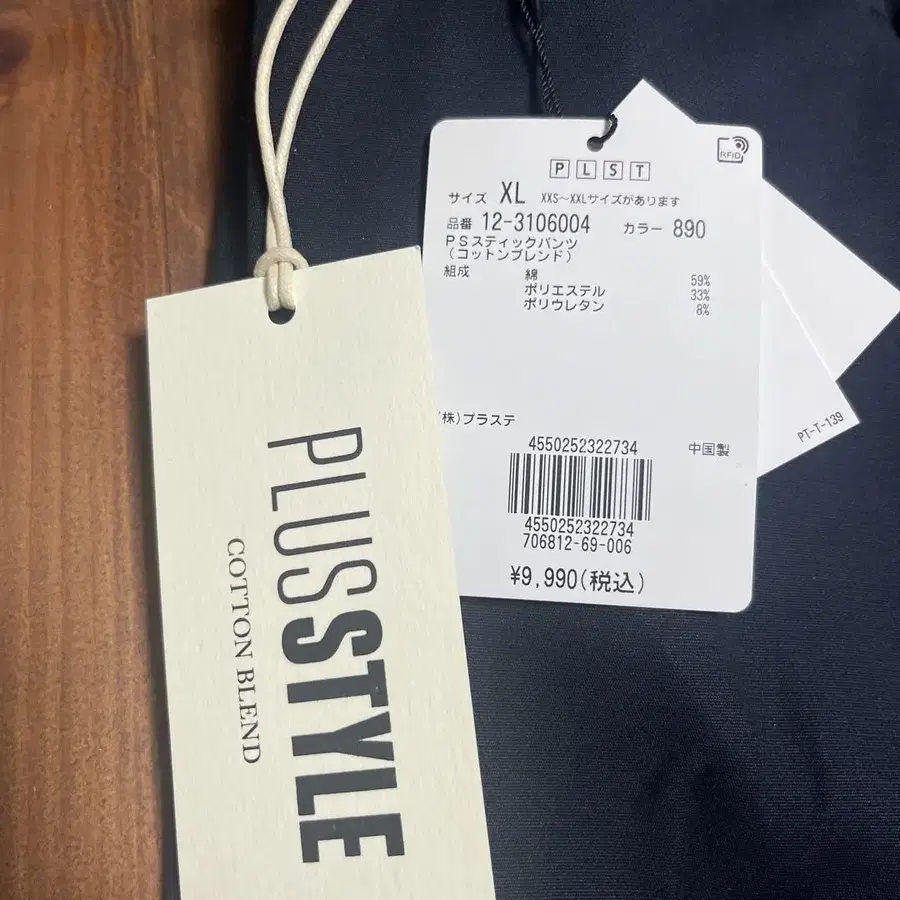 PLST
RFID
サイズ XL XXS~XXLサイズがあります
品番 12-3106004 カラー 890
PSスティックパンツ
(コットンブレンド)
組成 綿 59%
ポリエステル 33%
ポリウレタン 8%
(株)プラステ
4550252322734 中国製
4550252322734
706812-69-006
¥9,990(税込)
PT-T-139
PLUSSTYLE
COTTON BLEND